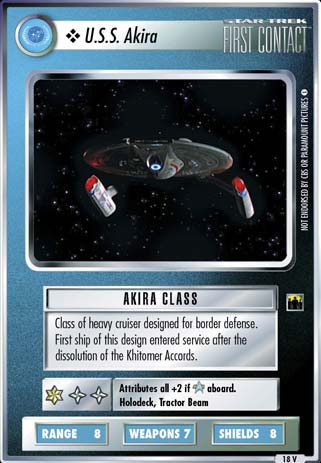 ❖ U.S.S. Akira
STAR TREK
FIRST CONTACT
NOT ENDORSED BY CBS OR PARAMOUNT PICTURES
AKIRA CLASS
Class of heavy cruiser designed for border defense.
First ship of this design entered service after the
dissolution of the Khitomer Accords.
Attributes all +2 if aboard.
Holodeck, Tractor Beam
RANGE 8 WEAPONS 7 SHIELDS 8
18 V